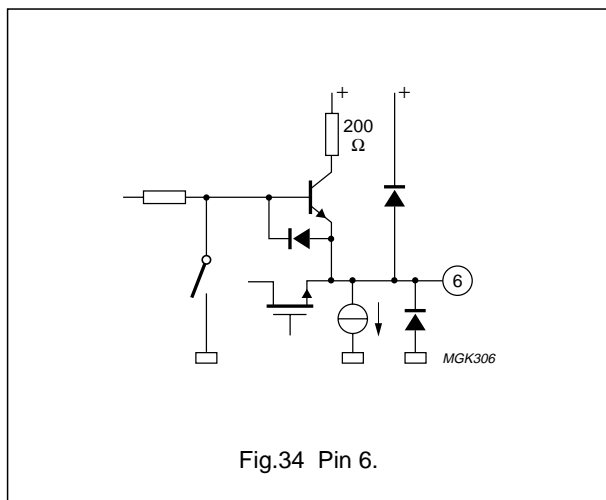 + +
200
Ω
6
MGK306
Fig.34 Pin 6.